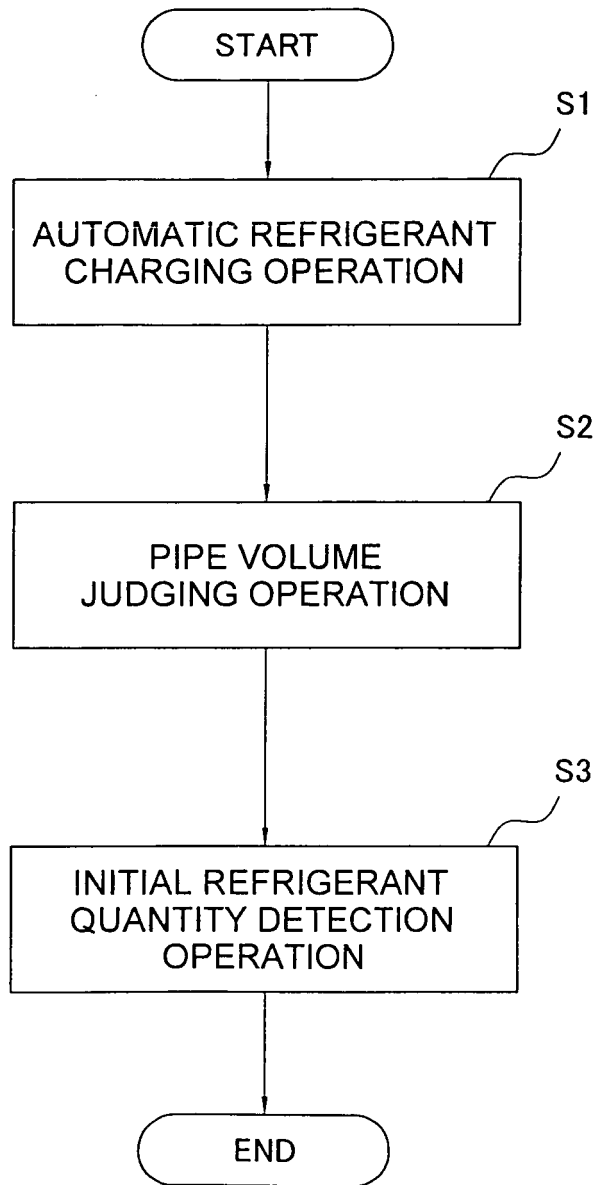 START
S1
AUTOMATIC REFRIGERANT
CHARGING OPERATION
S2
PIPE VOLUME
JUDGING OPERATION
S3
INITIAL REFRIGERANT
QUANTITY DETECTION
OPERATION
END